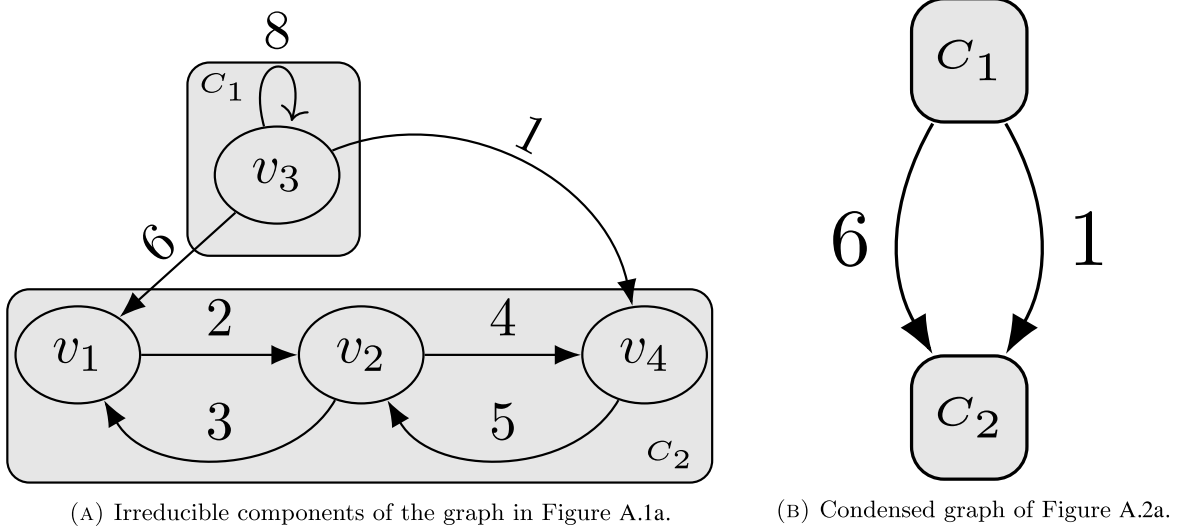 8
C₁
v₃
1
6
v₁ 2 v₂ 4 v₄
3 5
C₂
(A) Irreducible components of the graph in Figure A.1a.
C₁
6 1
C₂
(B) Condensed graph of Figure A.2a.